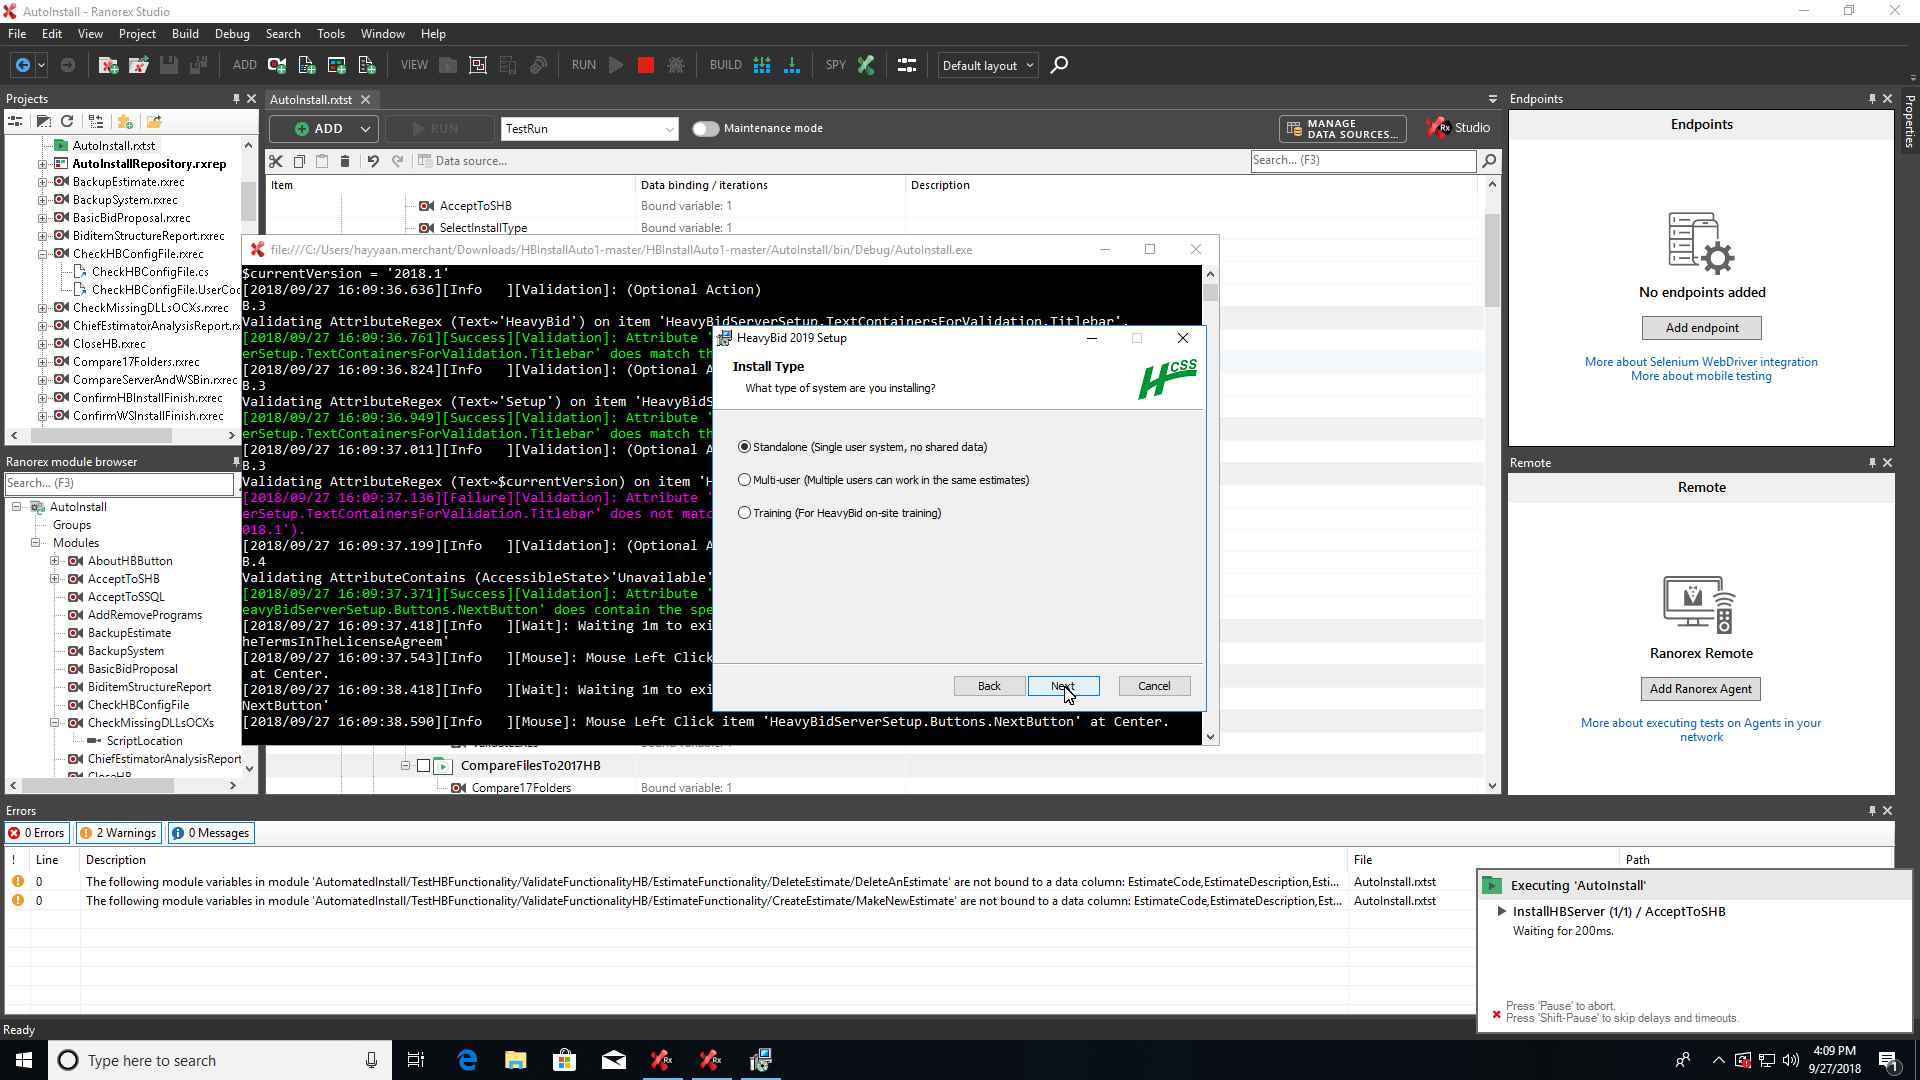 AutoInstall - Ranorex Studio
File Edit View Project Build Debug Search Tools Window Help
ADD VIEW RUN BUILD SPY Default layout
Projects
AutoInstall.rxtst
AutoInstallRepository.rxrep
BackupEstimate.rxrec
BackupSystem.rxrec
BasicBidProposal.rxrec
BiditemStructureReport.rxrec
CheckHBConfigFile.rxrec
CheckHBConfigFile.cs
CheckHBConfigFile.UserCo
CheckMissingDLLsOCXs.rxrec
ChiefEstimatorAnalysisReport.rx
CloseHB.rxrec
Compare17Folders.rxrec
CompareServerAndWSBin.rxrec
ConfirmHBInstallFinish.rxrec
ConfirmWSInstallFinish.rxrec
Ranorex module browser
Search... (F3)
AutoInstall
Groups
Modules
AboutHBButton
AcceptToSHB
AcceptToSSQL
AddRemovePrograms
BackupEstimate
BackupSystem
BasicBidProposal
BiditemStructureReport
CheckHBConfigFile
CheckMissingDLLsOCXs
ScriptLocation
ChiefEstimatorAnalysisReport
CloseHB
AutoInstall.rxtst
ADD RUN TestRun Maintenance mode MANAGE DATA SOURCES... Rx Studio
Data source... Search... (F3)
Item Data binding / iterations Description
AcceptToSHB Bound variable: 1
SelectInstallType Bound variable: 1
file:///C:/Users/hayyaan.merchant/Downloads/HBInstallAuto1-master/HBInstallAuto1-master/AutoInstall/bin/Debug/AutoInstall.exe
$currentVersion = '2018.1'
[2018/09/27 16:09:36.636][Info   ][Validation]: (Optional Action)
B.3
Validating AttributeRegex (Text~'HeavyBid') on item 'HeavyBidServerSetup.TextContainersForValidation.Titlebar'.
[2018/09/27 16:09:36.761][Success][Validation]: Attribute '
erSetup.TextContainersForValidation.Titlebar' does match th
[2018/09/27 16:09:36.824][Info   ][Validation]: (Optional A
B.3
Validating AttributeRegex (Text~'Setup') on item 'HeavyBidS
[2018/09/27 16:09:36.949][Success][Validation]: Attribute '
erSetup.TextContainersForValidation.Titlebar' does match th
[2018/09/27 16:09:37.011][Info   ][Validation]: (Optional A
B.3
Validating AttributeRegex (Text~$currentVersion) on item 'H
[2018/09/27 16:09:37.136][Failure][Validation]: Attribute '
erSetup.TextContainersForValidation.Titlebar' does not matc
018.1').
[2018/09/27 16:09:37.199][Info   ][Validation]: (Optional A
B.4
Validating AttributeContains (AccessibleState>'Unavailable'
[2018/09/27 16:09:37.371][Success][Validation]: Attribute '
eavyBidServerSetup.Buttons.NextButton' does contain the spe
[2018/09/27 16:09:37.418][Info   ][Wait]: Waiting 1m to exi
heTermsInTheLicenseAgreem'
[2018/09/27 16:09:37.543][Info   ][Mouse]: Mouse Left Click
at Center.
[2018/09/27 16:09:38.418][Info   ][Wait]: Waiting 1m to exi
NextButton'
[2018/09/27 16:09:38.590][Info   ][Mouse]: Mouse Left Click item 'HeavyBidServerSetup.Buttons.NextButton' at Center.
HeavyBid 2019 Setup
Install Type
What type of system are you installing?
HCSS
Standalone (Single user system, no shared data)
Multi-user (Multiple users can work in the same estimates)
Training (For HeavyBid on-site training)
Back Next Cancel
CompareFilesTo2017HB
Compare17Folders Bound variable: 1
Endpoints
Endpoints
No endpoints added
Add endpoint
More about Selenium WebDriver integration
More about mobile testing
Remote
Remote
Ranorex Remote
Add Ranorex Agent
More about executing tests on Agents in your
network
Properties
Errors
0 Errors 2 Warnings 0 Messages
! Line Description File Path
0 The following module variables in module 'AutomatedInstall/TestHBFunctionality/ValidateFunctionalityHB/EstimateFunctionality/DeleteEstimate/DeleteAnEstimate' are not bound to a data column: EstimateCode,EstimateDescription,Esti... AutoInstall.rxtst
0 The following module variables in module 'AutomatedInstall/TestHBFunctionality/ValidateFunctionalityHB/EstimateFunctionality/CreateEstimate/MakeNewEstimate' are not bound to a data column: EstimateCode,EstimateDescription,Est... AutoInstall.rxtst
Executing 'AutoInstall'
InstallHBServer (1/1) / AcceptToSHB
Waiting for 200ms.
Press 'Pause' to abort.
Press 'Shift-Pause' to skip delays and timeouts.
Ready
Type here to search
4:09 PM
9/27/2018
1